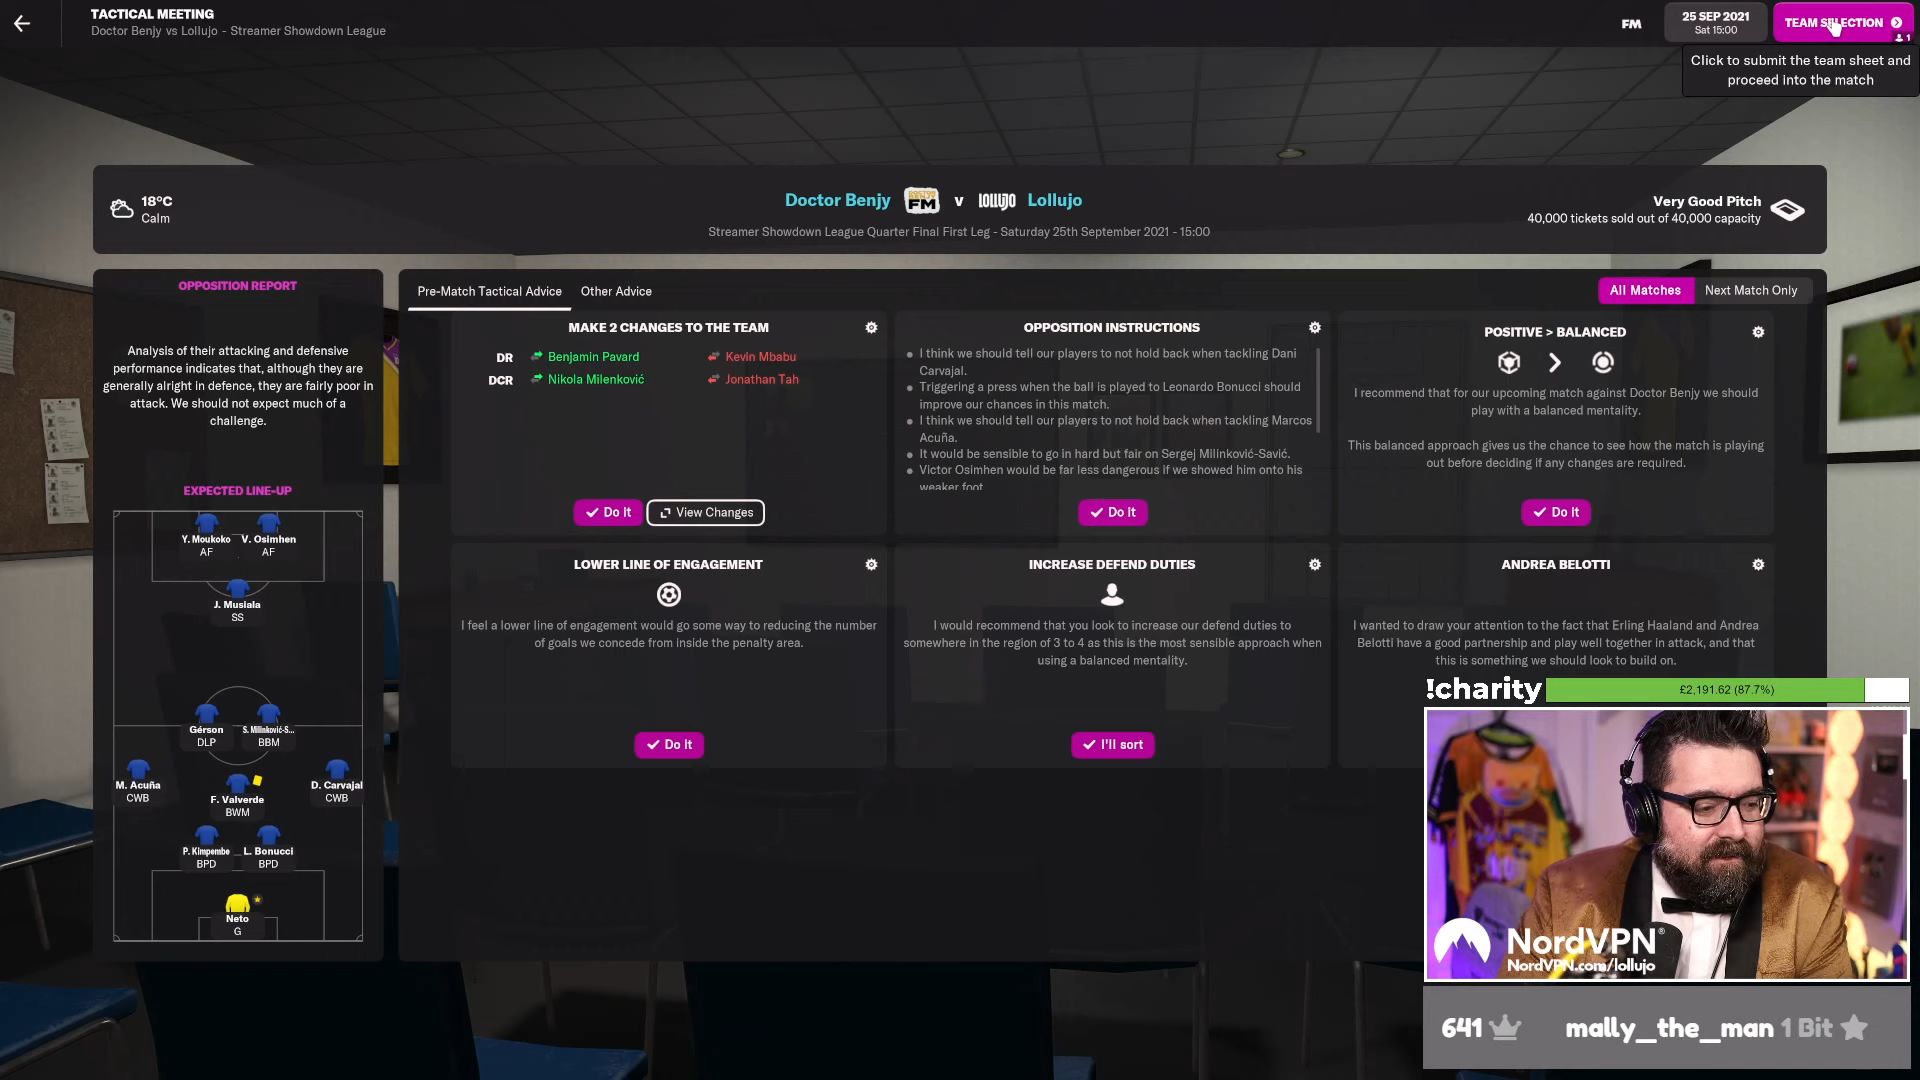 TACTICAL MEETING
Doctor Benjy vs Lollujo - Streamer Showdown League
FM
25 SEP 2021
Sat 15:00
TEAM SELECTION
1
Click to submit the team sheet and
proceed into the match
18°C
Calm
Doctor Benjy
DOCTOR
BENJY
FM
v
lollujo
Lollujo
Streamer Showdown League Quarter Final First Leg - Saturday 25th September 2021 - 15:00
Very Good Pitch
40,000 tickets sold out of 40,000 capacity
OPPOSITION REPORT
Analysis of their attacking and defensive
performance indicates that, although they are
generally alright in defence, they are fairly poor in
attack. We should not expect much of a
challenge.
EXPECTED LINE-UP
Y. Moukoko
AF
V. Osimhen
AF
J. Musiala
SS
Gérson
DLP
S. Milinković-S...
BBM
M. Acuña
CWB
F. Valverde
BWM
D. Carvajal
CWB
P. Kimpembe
BPD
L. Bonucci
BPD
Neto
G
Pre-Match Tactical Advice
Other Advice
All Matches
Next Match Only
MAKE 2 CHANGES TO THE TEAM
DR Benjamin Pavard Kevin Mbabu
DCR Nikola Milenković Jonathan Tah
Do It
View Changes
OPPOSITION INSTRUCTIONS
I think we should tell our players to not hold back when tackling Dani
Carvajal.
Triggering a press when the ball is played to Leonardo Bonucci should
improve our chances in this match.
I think we should tell our players to not hold back when tackling Marcos
Acuña.
It would be sensible to go in hard but fair on Sergej Milinković-Savić.
Victor Osimhen would be far less dangerous if we showed him onto his
weaker foot
Do It
POSITIVE > BALANCED
I recommend that for our upcoming match against Doctor Benjy we should
play with a balanced mentality.
This balanced approach gives us the chance to see how the match is playing
out before deciding if any changes are required.
Do It
LOWER LINE OF ENGAGEMENT
I feel a lower line of engagement would go some way to reducing the number
of goals we concede from inside the penalty area.
Do It
INCREASE DEFEND DUTIES
I would recommend that you look to increase our defend duties to
somewhere in the region of 3 to 4 as this is the most sensible approach when
using a balanced mentality.
I'll sort
ANDREA BELOTTI
I wanted to draw your attention to the fact that Erling Haaland and Andrea
Belotti have a good partnership and play well together in attack, and that
this is something we should look to build on.
!charity
£2,191.62 (87.7%)
NordVPN®
NordVPN.com/lollujo
641
mally_the_man 1 Bit